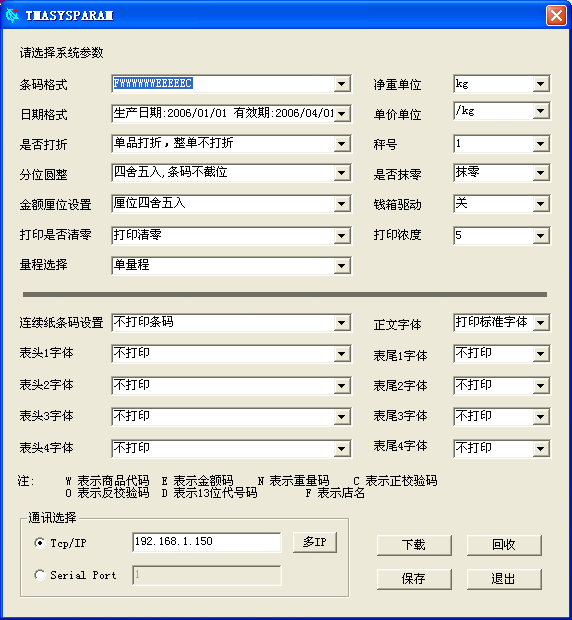 TMASYSPARAM
请选择系统参数
条码格式 FWWWWWWEEEEEC 净重单位 kg
日期格式 生产日期:2006/01/01 有效期:2006/04/01 单价单位 /kg
是否打折 单品打折，整单不打折 秤号 1
分位圆整 四舍五入,条码不截位 是否抹零 抹零
金额厘位设置 厘位四舍五入 钱箱驱动 关
打印是否清零 打印清零 打印浓度 5
量程选择 单量程
连续纸条码设置 不打印条码 正文字体 打印标准字体
表头1字体 不打印 表尾1字体 不打印
表头2字体 不打印 表尾2字体 不打印
表头3字体 不打印 表尾3字体 不打印
表头4字体 不打印 表尾4字体 不打印
注: W 表示商品代码 E 表示金额码 N 表示重量码 C 表示正校验码
O 表示反校验码 D 表示13位代号码 F 表示店名
通讯选择
Tcp/IP 192.168.1.150 多IP 下载 回收
Serial Port 1 保存 退出